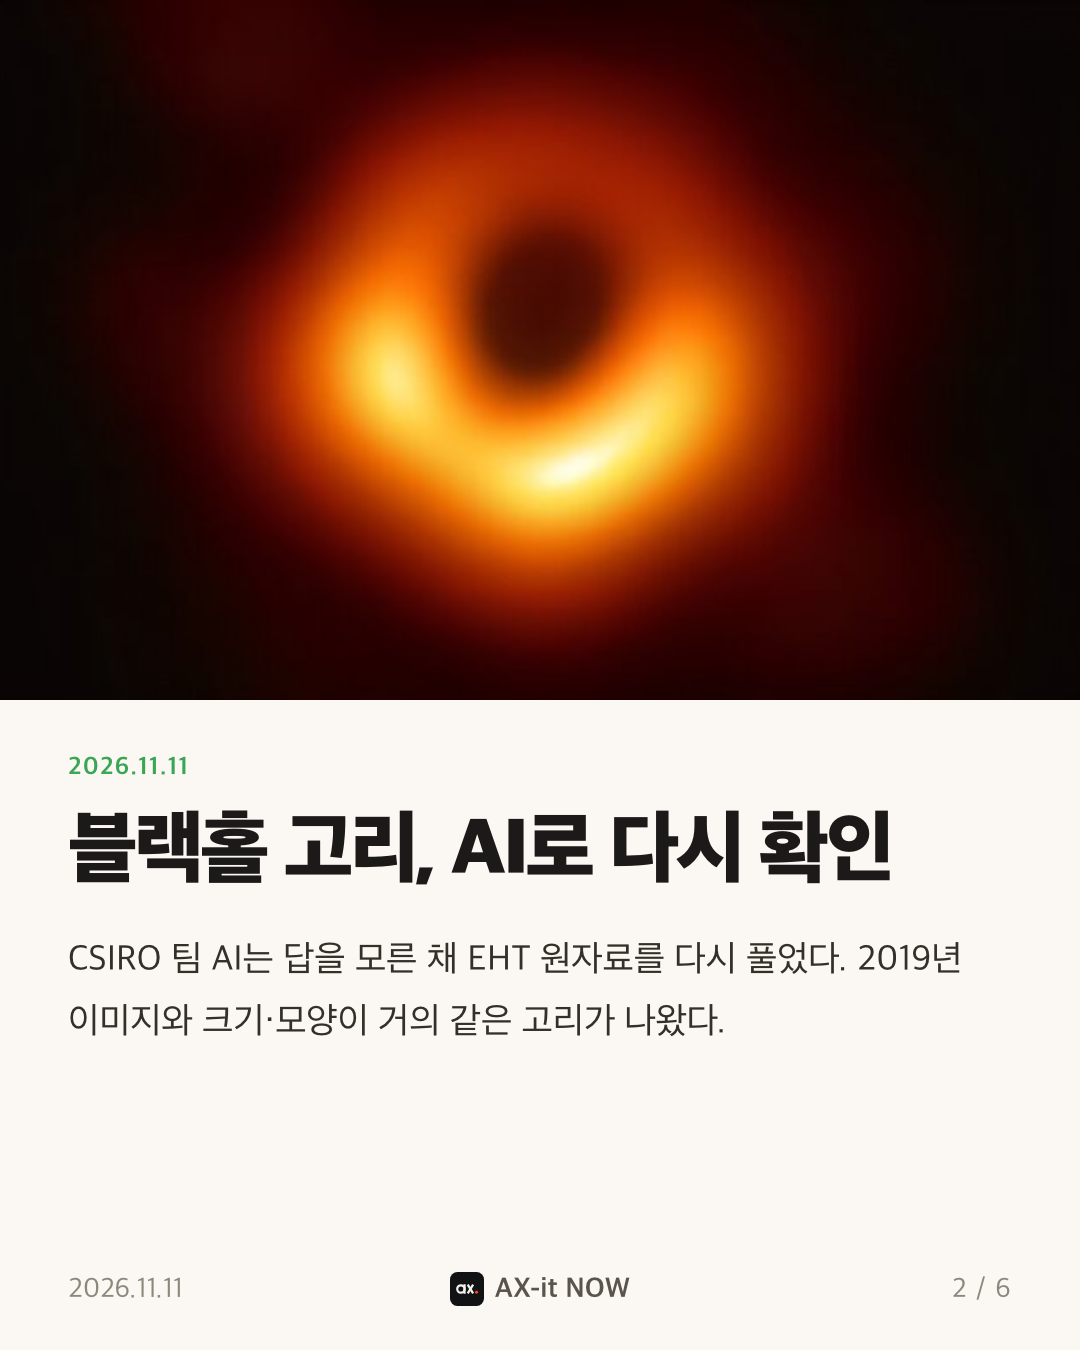 2026.11.11
블랙홀 고리, AI로 다시 확인
CSIRO 팀 AI는 답을 모른 채 EHT 원자료를 다시 풀었다. 2019년
이미지와 크기·모양이 거의 같은 고리가 나왔다.
2026.11.11
ax.
AX-it NOW
2 / 6